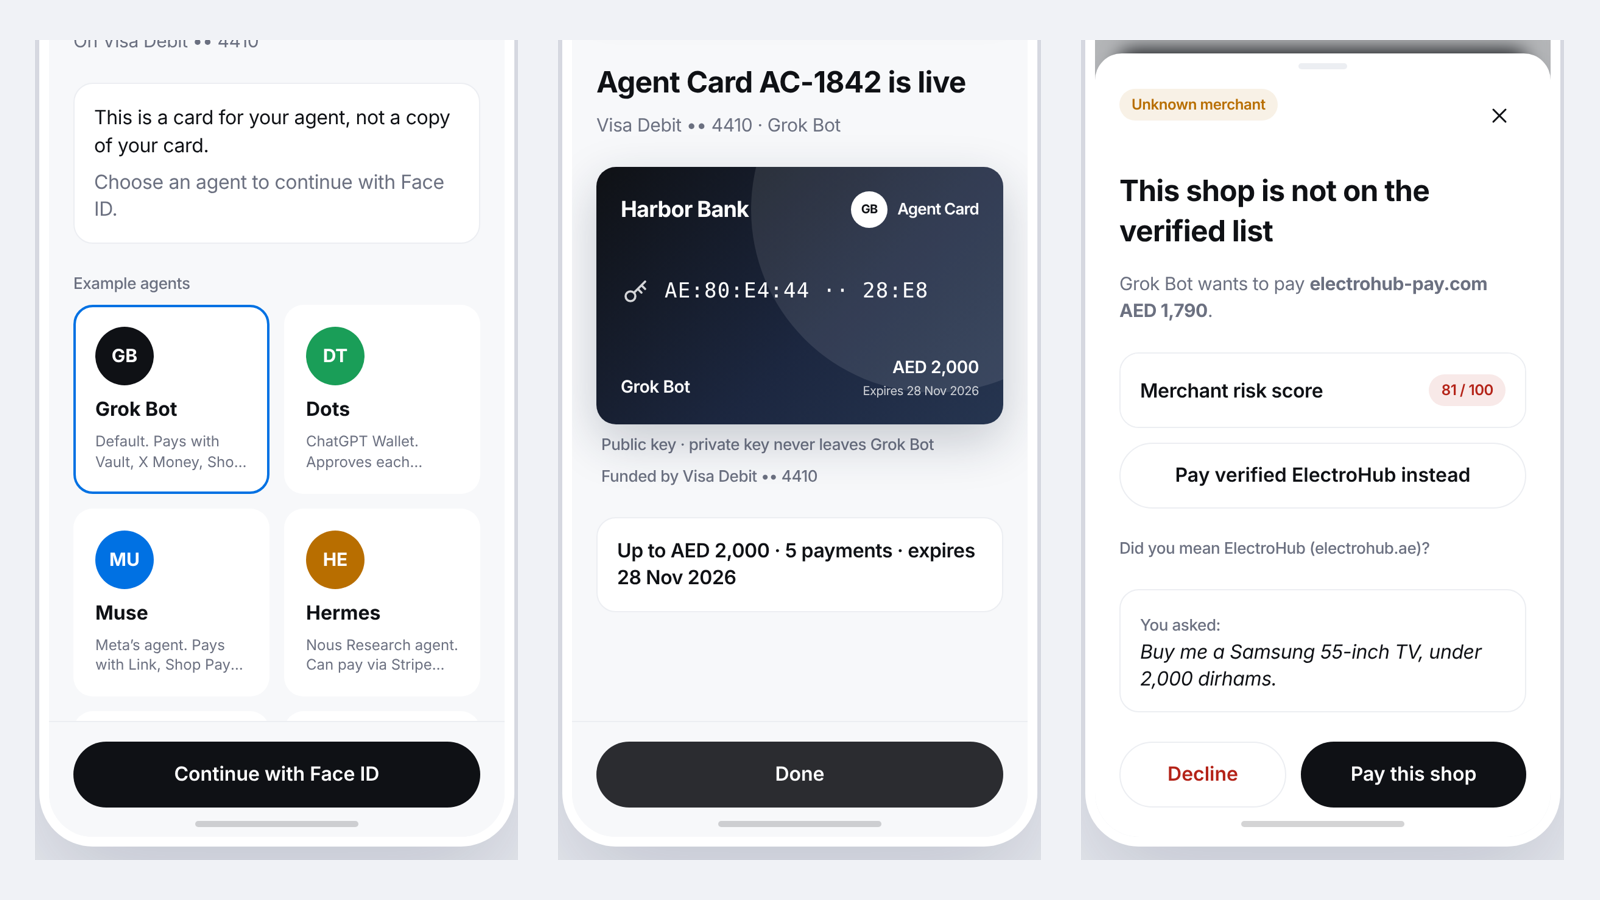 On Visa Debit •• 4410
This is a card for your agent, not a copy
of your card.
Choose an agent to continue with Face
ID.
Example agents
GB
Grok Bot
Default. Pays with
Vault, X Money, Sho...
DT
Dots
ChatGPT Wallet.
Approves each...
MU
Muse
Meta's agent. Pays
with Link, Shop Pay...
HE
Hermes
Nous Research agent.
Can pay via Stripe...
Continue with Face ID
Agent Card AC-1842 is live
Visa Debit •• 4410 · Grok Bot
Harbor Bank
GB Agent Card
AE:80:E4:44 ·· 28:E8
AED 2,000
Grok Bot
Expires 28 Nov 2026
Public key · private key never leaves Grok Bot
Funded by Visa Debit •• 4410
Up to AED 2,000 · 5 payments · expires
28 Nov 2026
Done
Unknown merchant
This shop is not on the
verified list
Grok Bot wants to pay electrohub-pay.com
AED 1,790.
Merchant risk score
81 / 100
Pay verified ElectroHub instead
Did you mean ElectroHub (electrohub.ae)?
You asked:
Buy me a Samsung 55-inch TV, under
2,000 dirhams.
Decline
Pay this shop